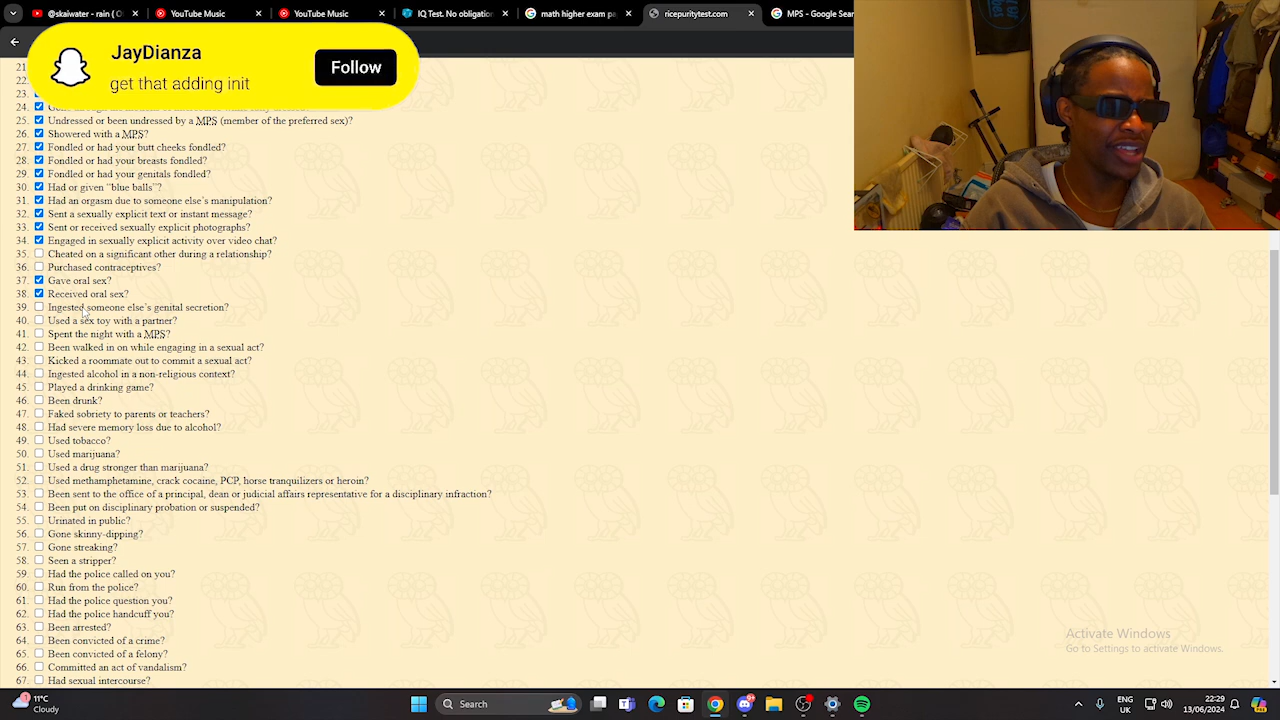 @skaiwater - rain (
YouTube Music
YouTube Music
IQ Test. No obligatio
math higher exam pa
ricepuritytest.com
MPS - Google Sear
JayDianza
get that adding init
Follow
21
22.
23.
24.
25. Undressed or been undressed by a MPS (member of the preferred sex)?
26. Showered with a MPS?
27. Fondled or had your butt cheeks fondled?
28. Fondled or had your breasts fondled?
29. Fondled or had your genitals fondled?
30. Had or given “blue balls”?
31. Had an orgasm due to someone else’s manipulation?
32. Sent a sexually explicit text or instant message?
33. Sent or received sexually explicit photographs?
34. Engaged in sexually explicit activity over video chat?
35. Cheated on a significant other during a relationship?
36. Purchased contraceptives?
37. Gave oral sex?
38. Received oral sex?
39. Ingested someone else’s genital secretion?
40. Used a sex toy with a partner?
41. Spent the night with a MPS?
42. Been walked in on while engaging in a sexual act?
43. Kicked a roommate out to commit a sexual act?
44. Ingested alcohol in a non-religious context?
45. Played a drinking game?
46. Been drunk?
47. Faked sobriety to parents or teachers?
48. Had severe memory loss due to alcohol?
49. Used tobacco?
50. Used marijuana?
51. Used a drug stronger than marijuana?
52. Used methamphetamine, crack cocaine, PCP, horse tranquilizers or heroin?
53. Been sent to the office of a principal, dean or judicial affairs representative for a disciplinary infraction?
54. Been put on disciplinary probation or suspended?
55. Urinated in public?
56. Gone skinny-dipping?
57. Gone streaking?
58. Seen a stripper?
59. Had the police called on you?
60. Run from the police?
61. Had the police question you?
62. Had the police handcuff you?
63. Been arrested?
64. Been convicted of a crime?
65. Been convicted of a felony?
66. Committed an act of vandalism?
67. Had sexual intercourse?
Activate Windows
Go to Settings to activate Windows.
11°C
Cloudy
Search
ENG
UK
22:29
13/06/2024